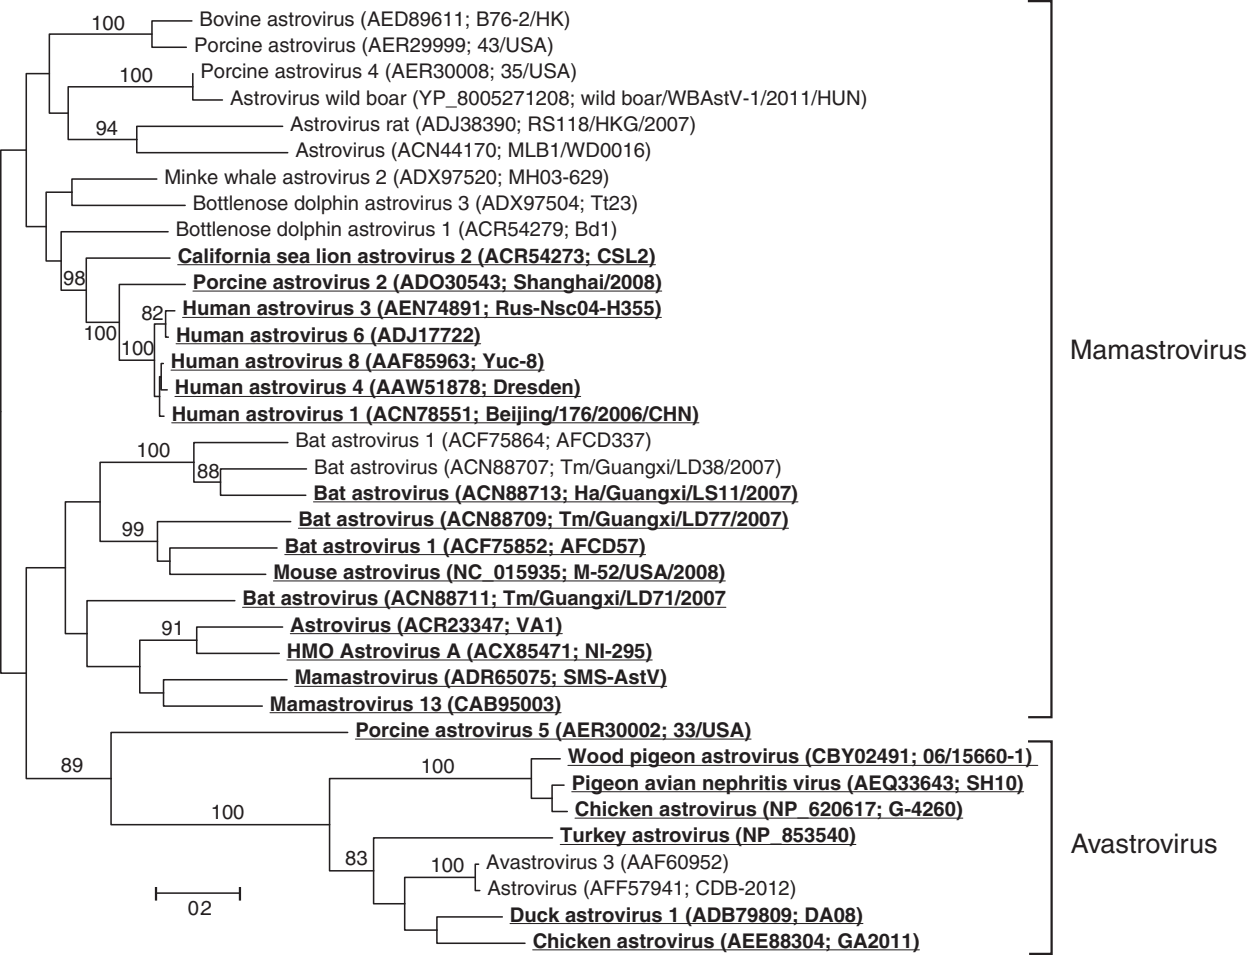 100
Bovine astrovirus (AED89611; B76-2/HK)
Porcine astrovirus (AER29999; 43/USA)
100
Porcine astrovirus 4 (AER30008; 35/USA)
Astrovirus wild boar (YP_8005271208; wild boar/WBAstV-1/2011/HUN)
94
Astrovirus rat (ADJ38390; RS118/HKG/2007)
Astrovirus (ACN44170; MLB1/WD0016)
Minke whale astrovirus 2 (ADX97520; MH03-629)
Bottlenose dolphin astrovirus 3 (ADX97504; Tt23)
Bottlenose dolphin astrovirus 1 (ACR54279; Bd1)
98
California sea lion astrovirus 2 (ACR54273; CSL2)
Porcine astrovirus 2 (ADO30543; Shanghai/2008)
100
82
Human astrovirus 3 (AEN74891; Rus-Nsc04-H355)
Human astrovirus 6 (ADJ17722)
100
Human astrovirus 8 (AAF85963; Yuc-8)
Human astrovirus 4 (AAW51878; Dresden)
Human astrovirus 1 (ACN78551; Beijing/176/2006/CHN)
Mamastrovirus
100
Bat astrovirus 1 (ACF75864; AFCD337)
88
Bat astrovirus (ACN88707; Tm/Guangxi/LD38/2007)
Bat astrovirus (ACN88713; Ha/Guangxi/LS11/2007)
99
Bat astrovirus (ACN88709; Tm/Guangxi/LD77/2007)
Bat astrovirus 1 (ACF75852; AFCD57)
Mouse astrovirus (NC_015935; M-52/USA/2008)
Bat astrovirus (ACN88711; Tm/Guangxi/LD71/2007
91
Astrovirus (ACR23347; VA1)
HMO Astrovirus A (ACX85471; NI-295)
Mamastrovirus (ADR65075; SMS-AstV)
Mamastrovirus 13 (CAB95003)
89
Porcine astrovirus 5 (AER30002; 33/USA)
100
100
Wood pigeon astrovirus (CBY02491; 06/15660-1)
Pigeon avian nephritis virus (AEQ33643; SH10)
Chicken astrovirus (NP_620617; G-4260)
83
Turkey astrovirus (NP_853540)
Avastrovirus
100
Avastrovirus 3 (AAF60952)
Astrovirus (AFF57941; CDB-2012)
Duck astrovirus 1 (ADB79809; DA08)
Chicken astrovirus (AEE88304; GA2011)
02